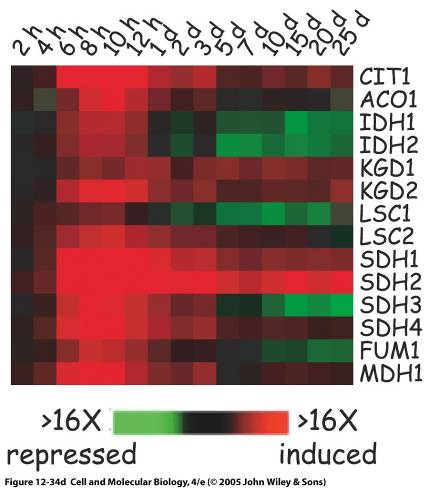 2 h 4 h 6 h 8 h 10 h 12 h 1 d 2 d 3 d 5 d 7 d 10 d 15 d 20 d 25 d
CIT1
ACO1
IDH1
IDH2
KGD1
KGD2
LSC1
LSC2
SDH1
SDH2
SDH3
SDH4
FUM1
MDH1
>16X >16X
repressed induced
Figure 12-34d Cell and Molecular Biology, 4/e (© 2005 John Wiley & Sons)